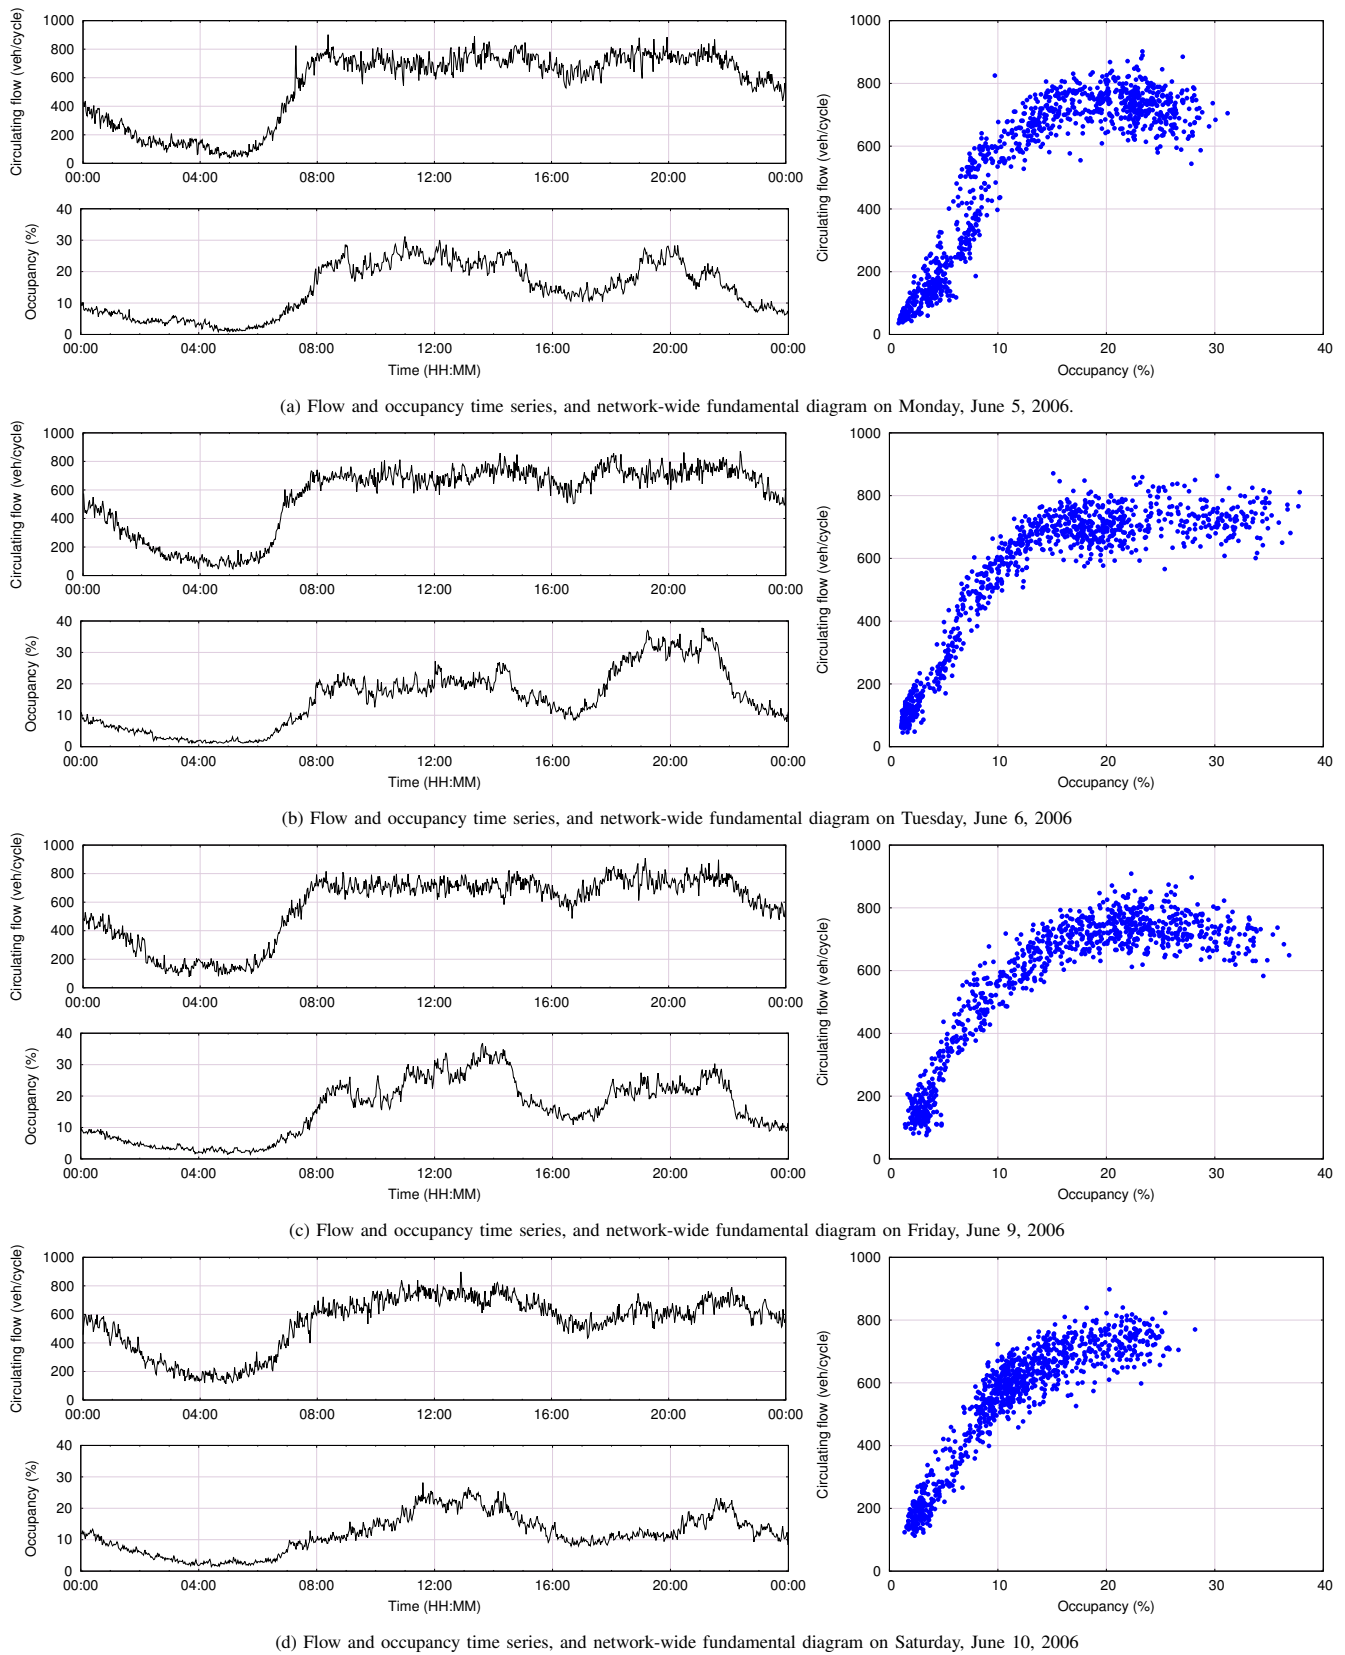 Circulating flow (veh/cycle)
1000
800
600
400
200
0
00:00 04:00 08:00 12:00 16:00 20:00 00:00
Occupancy (%)
40
30
20
10
0
00:00 04:00 08:00 12:00 16:00 20:00 00:00
Time (HH:MM)
Circulating flow (veh/cycle)
1000
800
600
400
200
0
0 10 20 30 40
Occupancy (%)
(a) Flow and occupancy time series, and network-wide fundamental diagram on Monday, June 5, 2006.
Circulating flow (veh/cycle)
1000
800
600
400
200
0
00:00 04:00 08:00 12:00 16:00 20:00 00:00
Occupancy (%)
40
30
20
10
0
00:00 04:00 08:00 12:00 16:00 20:00 00:00
Time (HH:MM)
Circulating flow (veh/cycle)
1000
800
600
400
200
0
0 10 20 30 40
Occupancy (%)
(b) Flow and occupancy time series, and network-wide fundamental diagram on Tuesday, June 6, 2006
Circulating flow (veh/cycle)
1000
800
600
400
200
0
00:00 04:00 08:00 12:00 16:00 20:00 00:00
Occupancy (%)
40
30
20
10
0
00:00 04:00 08:00 12:00 16:00 20:00 00:00
Time (HH:MM)
Circulating flow (veh/cycle)
1000
800
600
400
200
0
0 10 20 30 40
Occupancy (%)
(c) Flow and occupancy time series, and network-wide fundamental diagram on Friday, June 9, 2006
Circulating flow (veh/cycle)
1000
800
600
400
200
0
00:00 04:00 08:00 12:00 16:00 20:00 00:00
Occupancy (%)
40
30
20
10
0
00:00 04:00 08:00 12:00 16:00 20:00 00:00
Time (HH:MM)
Circulating flow (veh/cycle)
1000
800
600
400
200
0
0 10 20 30 40
Occupancy (%)
(d) Flow and occupancy time series, and network-wide fundamental diagram on Saturday, June 10, 2006